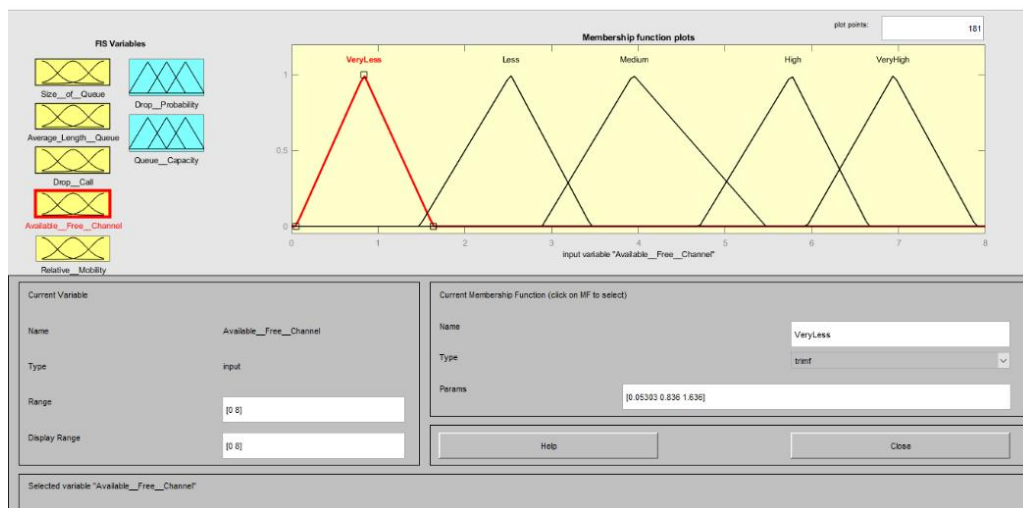 plot points:
181
FIS Variables
Membership function plots
Size__of__Queue
Average__Length__Queue
Drop__Call
Available__Free__Channel
Relative__Mobility
Drop__Probability
Queue__Capacity
VeryLess Less Medium High VeryHigh
1
0.5
0
0 1 2 3 4 5 6 7 8
input variable "Available__Free__Channel"
Current Variable
Name Available__Free__Channel
Type input
Range [0 8]
Display Range [0 8]
Current Membership Function (click on MF to select)
Name VeryLess
Type trimf
Params [0.05303 0.836 1.636]
Help Close
Selected variable "Available__Free__Channel"